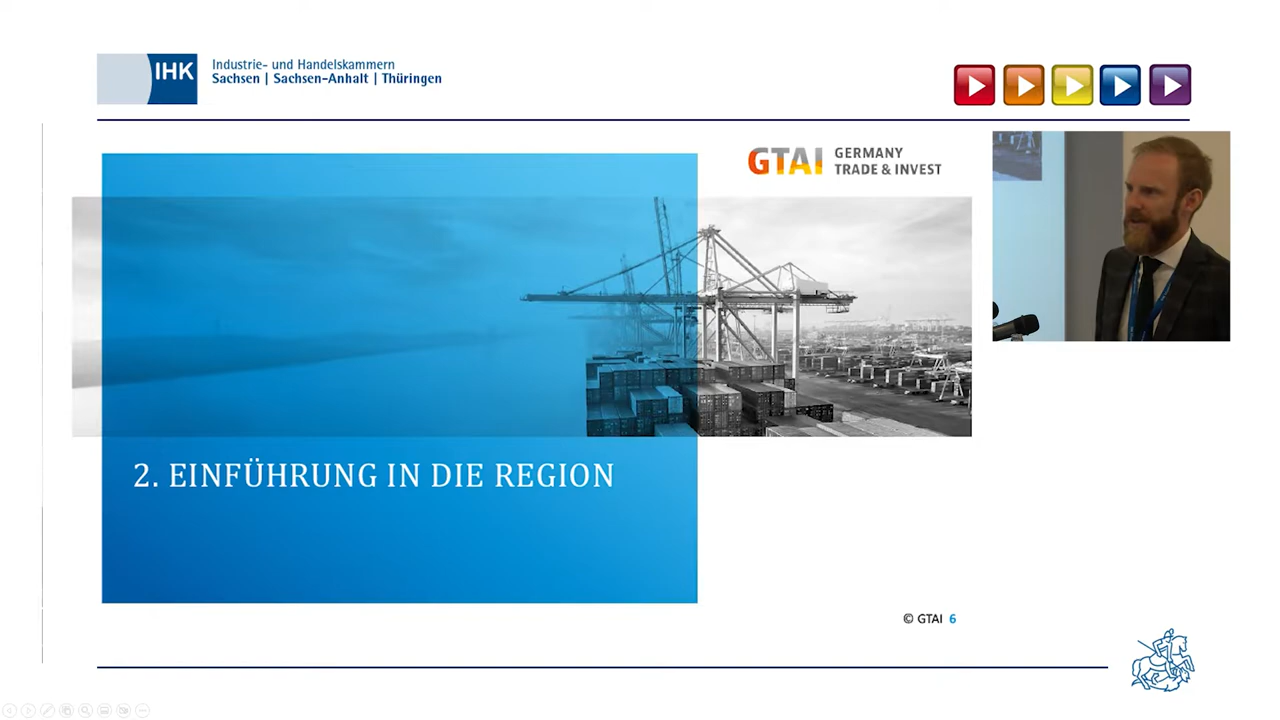 IHK
Industrie- und Handelskammern
Sachsen | Sachsen-Anhalt | Thüringen
GTAI GERMANY
TRADE & INVEST
2. EINFÜHRUNG IN DIE REGION
© GTAI 6